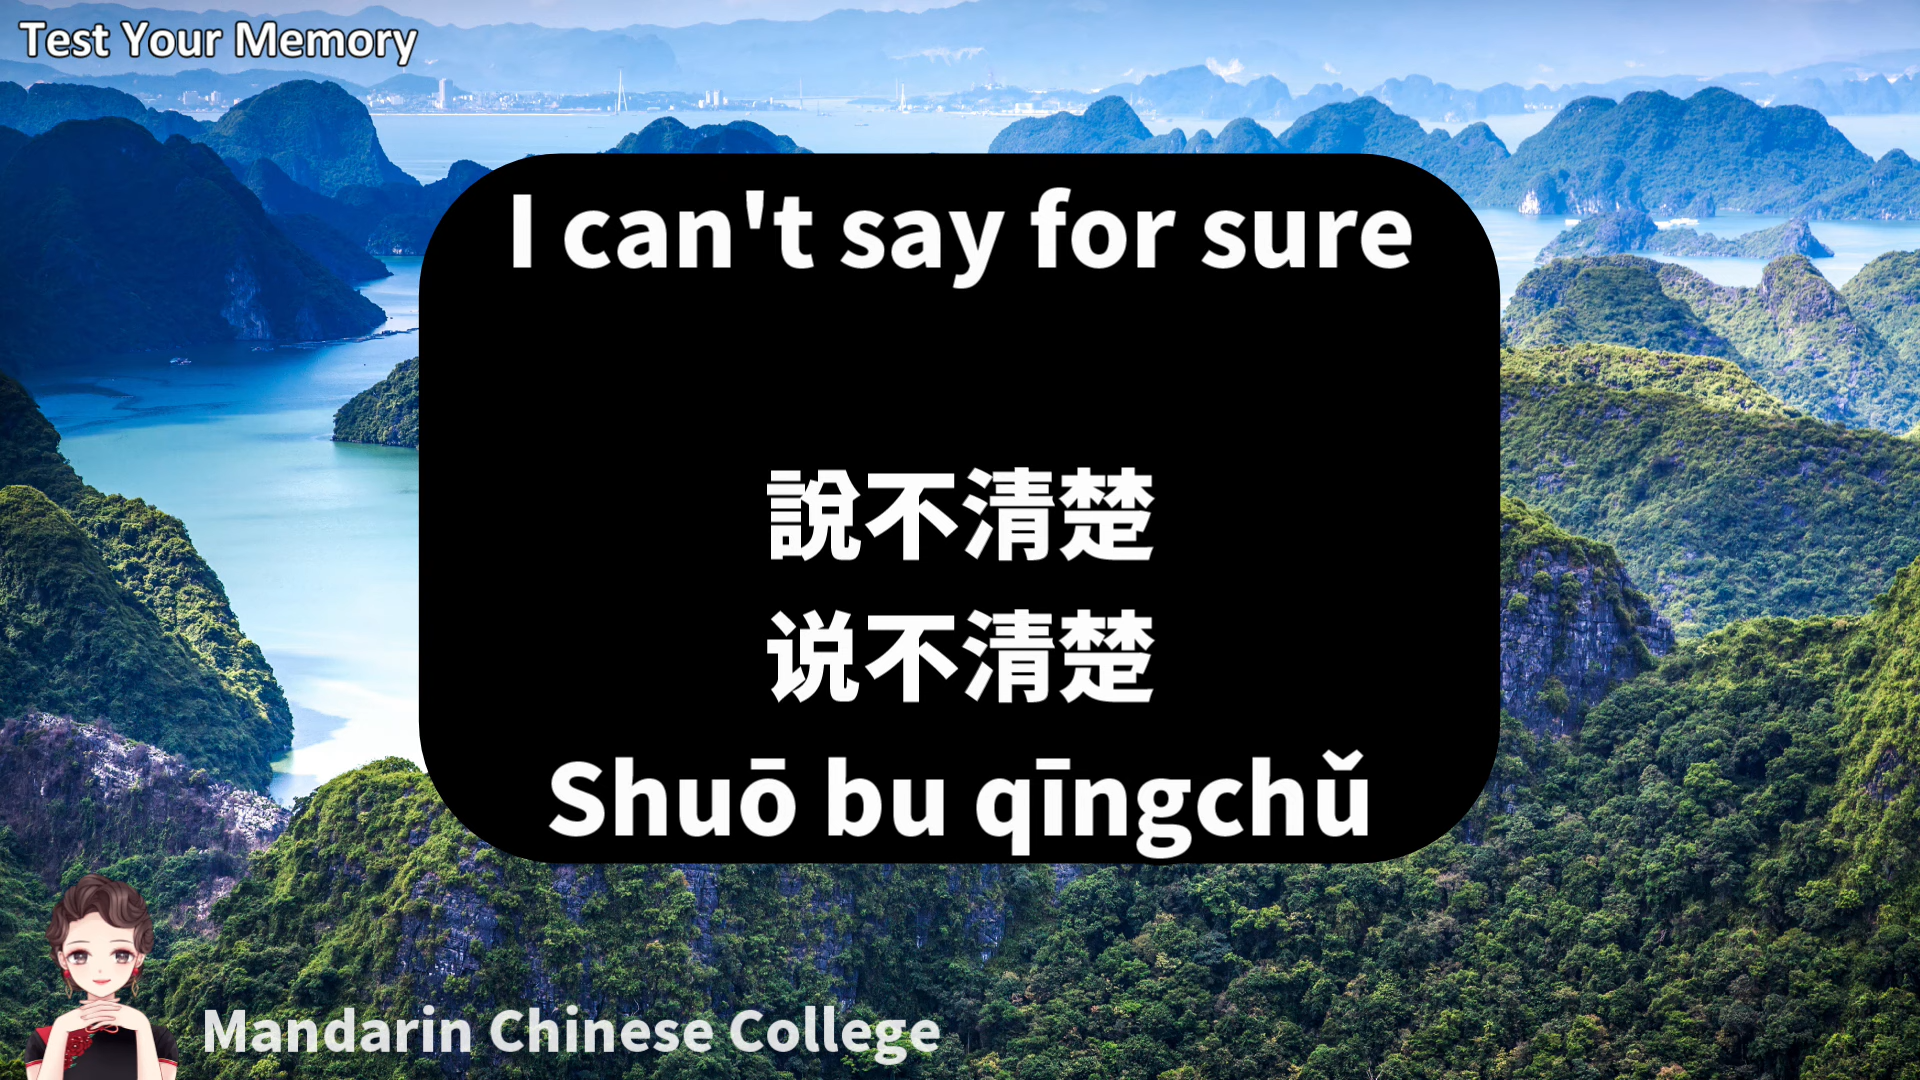 Test Your Memory
I can't say for sure
說不清楚
说不清楚
Shuō bu qīngchǔ
Mandarin Chinese College